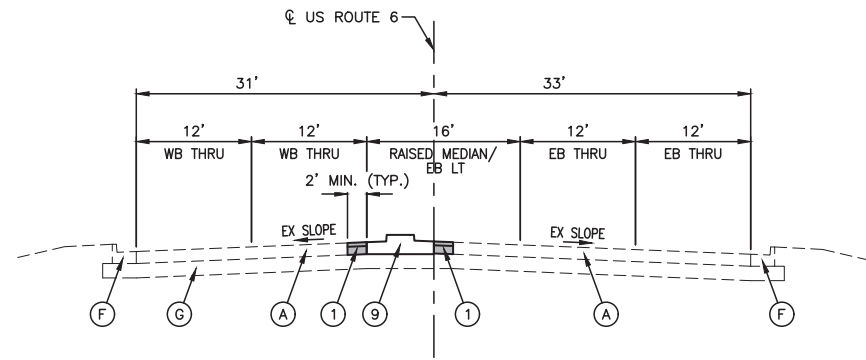 ℄ US ROUTE 6
31' 33'
12' 12' 16' 12' 12'
WB THRU WB THRU RAISED MEDIAN/ EB THRU EB THRU
EB LT
2' MIN. (TYP.)
EX SLOPE EX SLOPE
F G A 1 9 1 A F